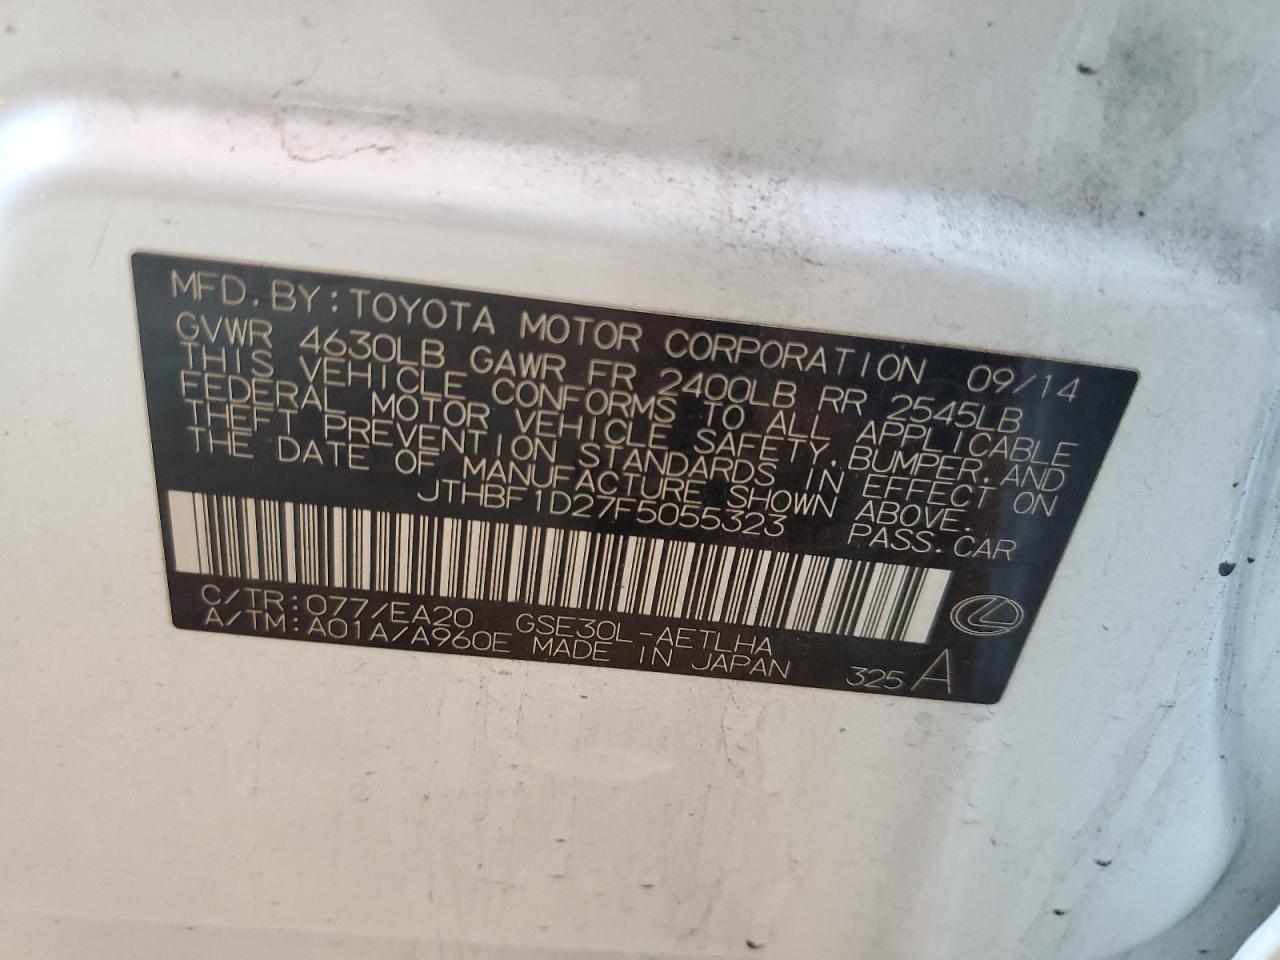 MFD. BY: TOYOTA MOTOR CORPORATION 09/14
GVWR 4630LB GAWR FR 2400LB RR 2545LB
THIS VEHICLE CONFORMS TO ALL APPLICABLE
FEDERAL MOTOR VEHICLE SAFETY, BUMPER, AND
THEFT PREVENTION STANDARDS IN EFFECT ON
THE DATE OF MANUFACTURE SHOWN ABOVE.
JTHBF1D27F5055323 PASS. CAR
C/TR: 077/EA20 GSE30L-AETLHA
A/TM: A01A/A960E MADE IN JAPAN 325 A